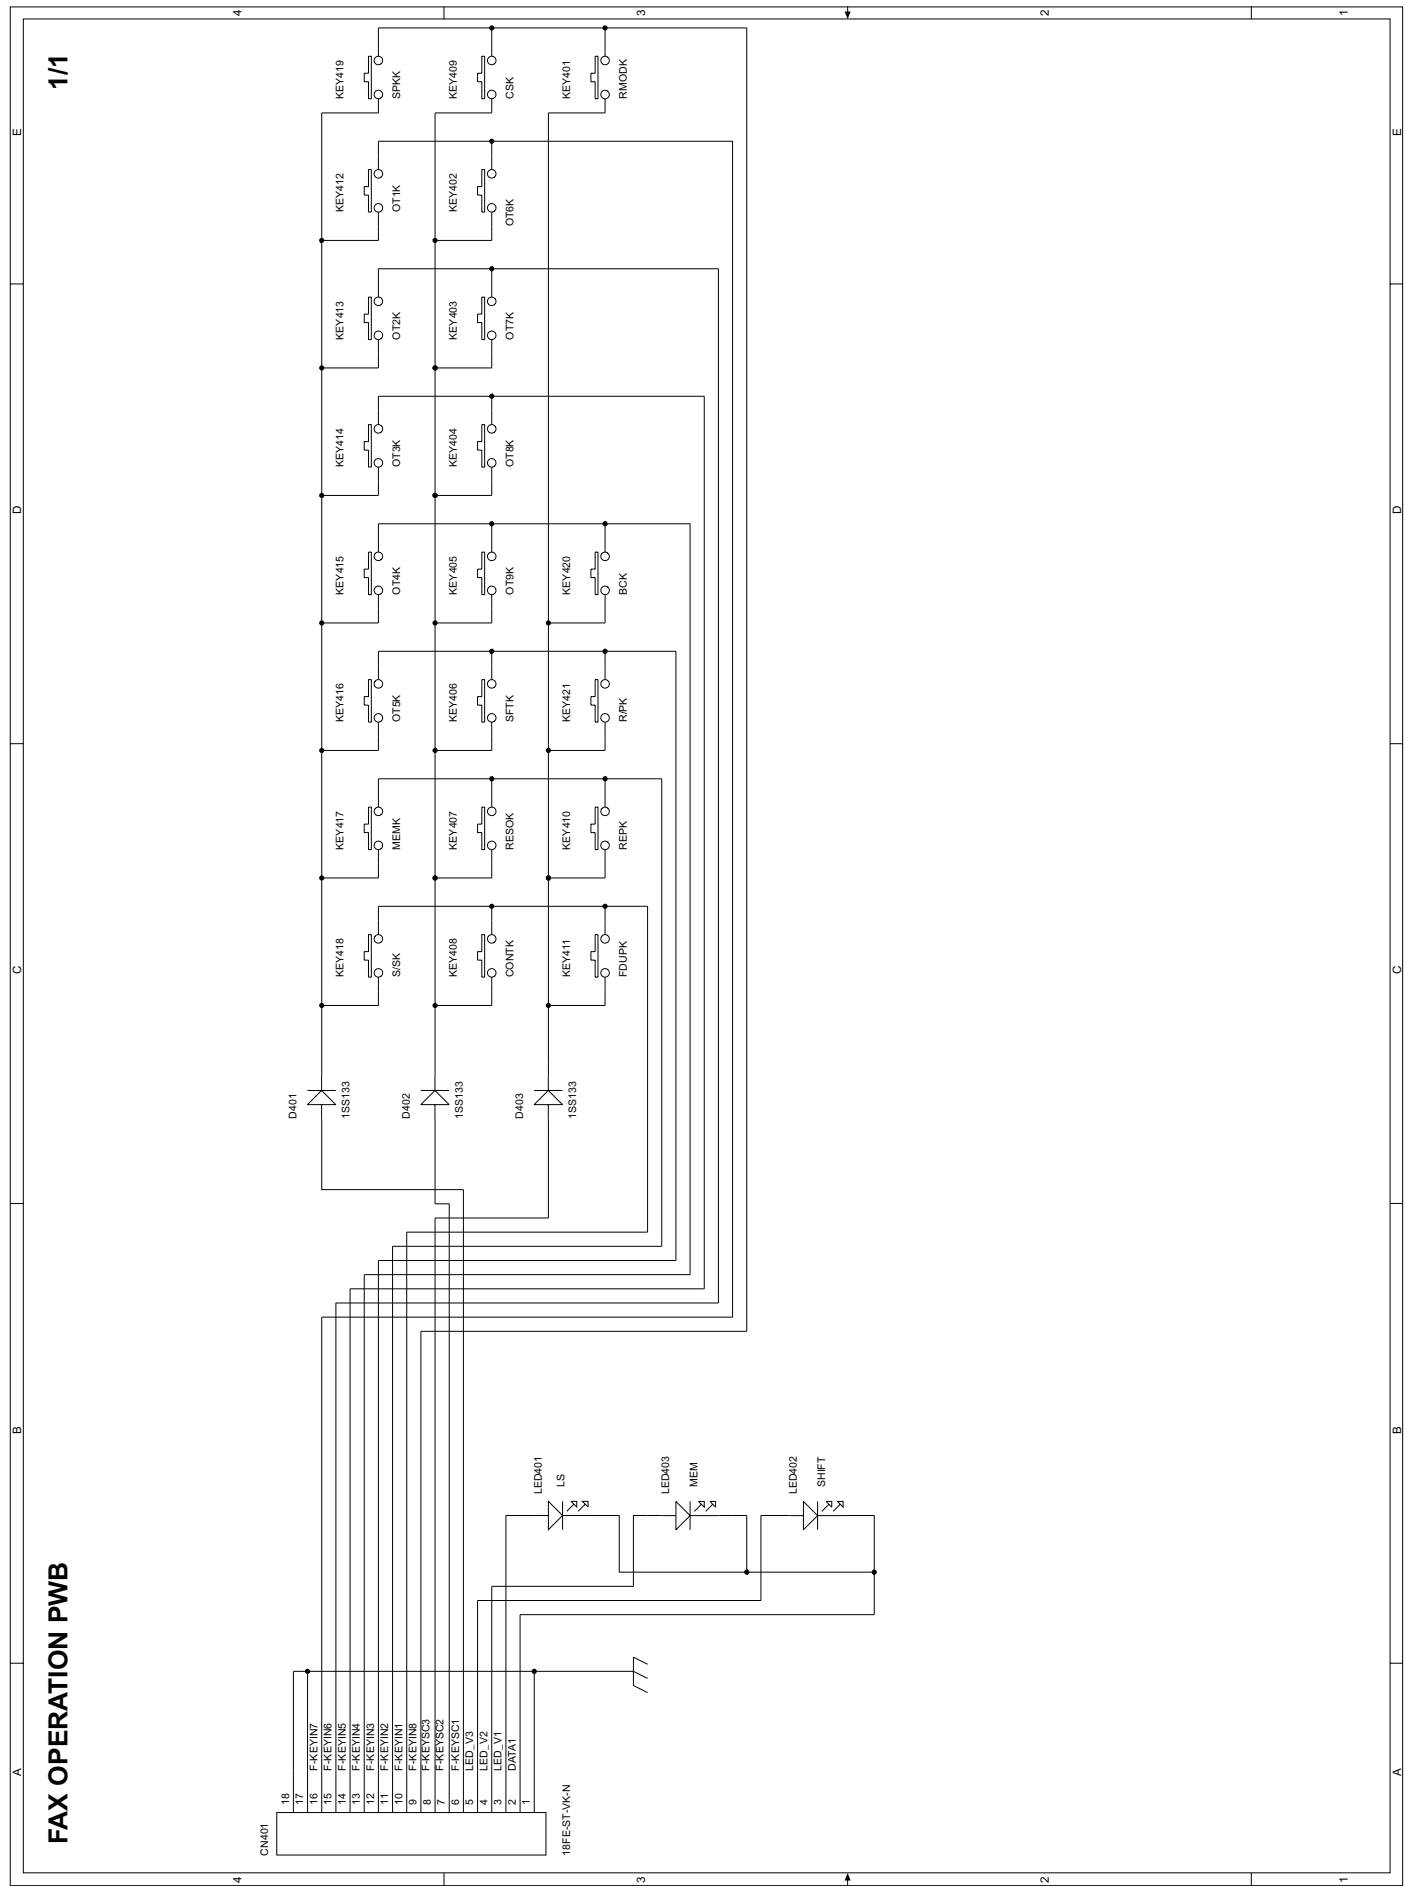 FAX OPERATION PWB
1/1
A
B
C
D
E
4
4
3
3
2
2
1
1
A
B
C
D
E
CN401
18FE-ST-VK-N
18
17
16
F-KEYIN7
15
F-KEYIN6
14
F-KEYIN5
13
F-KEYIN4
12
F-KEYIN3
11
F-KEYIN2
10
F-KEYIN1
9
F-KEYIN8
8
F-KEYSC3
7
F-KEYSC2
6
F-KEYSC1
5
LED_V3
4
LED_V2
3
LED_V1
2
DATA1
1
LED401
LS
LED403
MEM
LED402
SHIFT
D401
1SS133
D402
1SS133
D403
1SS133
KEY418
S/SK
KEY417
MEMK
KEY416
OT5K
KEY415
OT4K
KEY414
OT3K
KEY413
OT2K
KEY412
OT1K
KEY419
SPKK
KEY408
CONTK
KEY407
RESOK
KEY406
SFTK
KEY405
OT9K
KEY404
OT8K
KEY403
OT7K
KEY402
OT6K
KEY409
CSK
KEY411
FDUPK
KEY410
REPK
KEY421
R/PK
KEY420
BCK
KEY401
RMODK